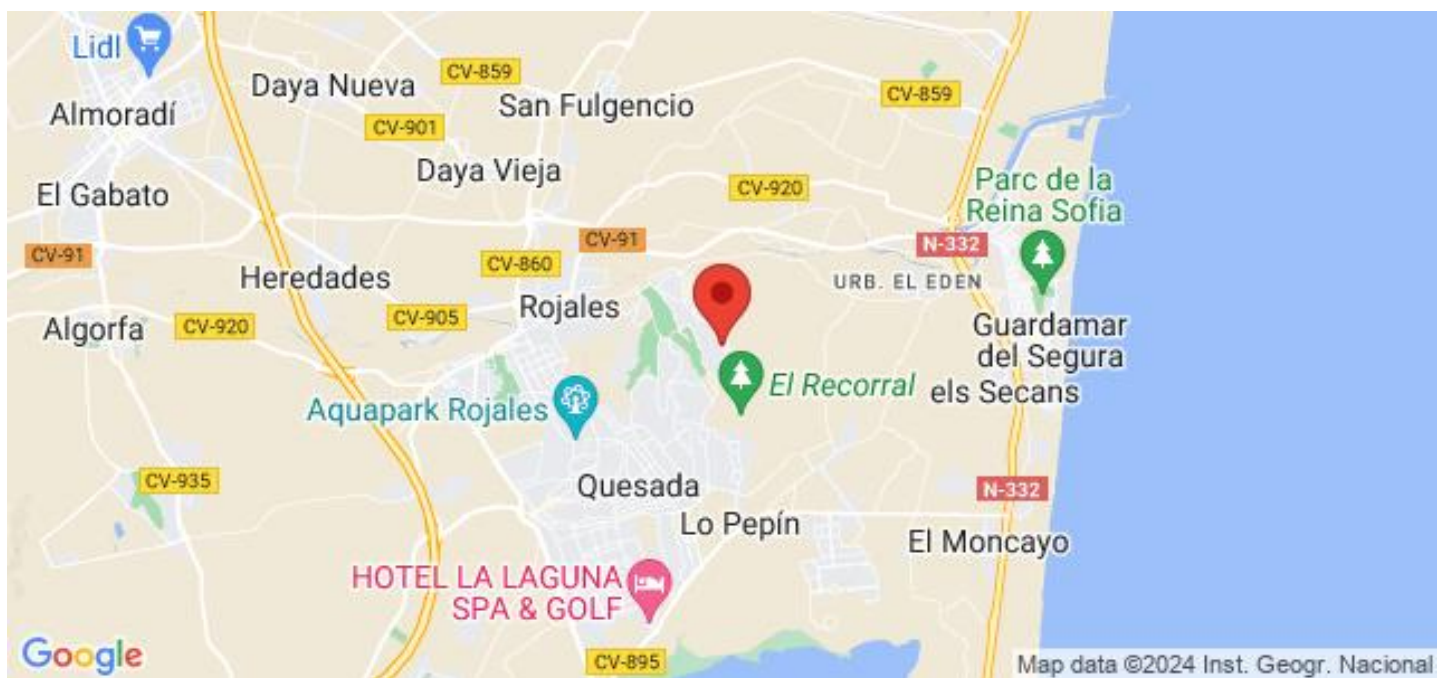 Lidl
Daya Nueva
CV-859
CV-859
Almoradí
San Fulgencio
CV-901
Daya Vieja
El Gabato
CV-920
Parc de la
Reina Sofia
CV-91
CV-91
N-332
Heredades
CV-860
URB. EL EDEN
Rojales
Algorfa
CV-920
CV-905
Guardamar
del Segura
El Recorral
els Secans
Aquapark Rojales
CV-935
Quesada
N-332
Lo Pepín
El Moncayo
HOTEL LA LAGUNA
SPA & GOLF
Google
CV-895
Map data ©2024 Inst. Geogr. Nacional